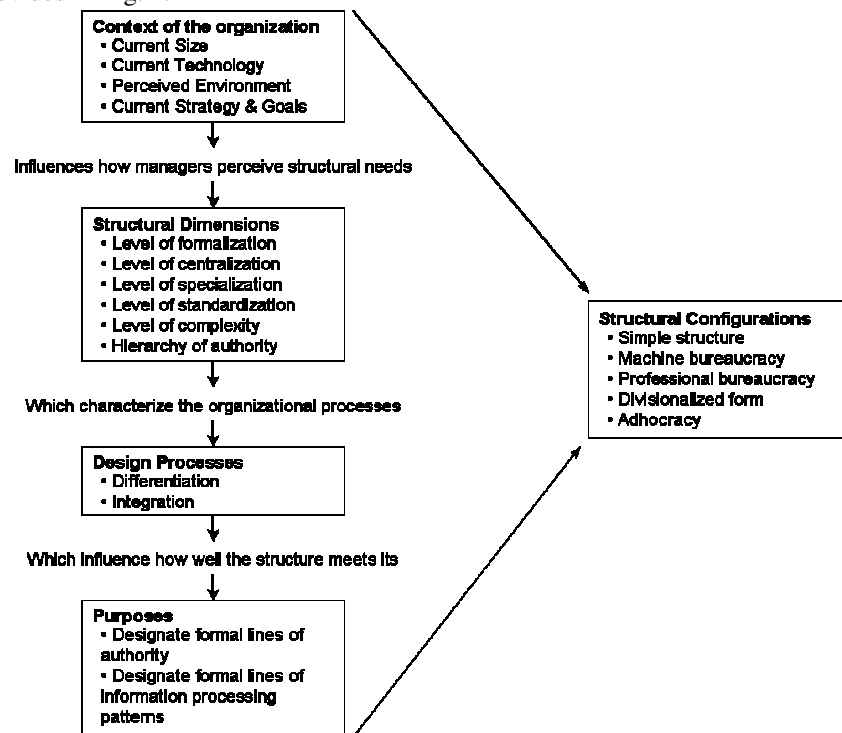 Context of the organization
• Current Size
• Current Technology
• Perceived Environment
• Current Strategy & Goals
Influences how managers perceive structural needs
Structural Dimensions
• Level of formalization
• Level of centralization
• Level of specialization
• Level of standardization
• Level of complexity
• Hierarchy of authority
Which characterize the organizational processes
Design Processes
• Differentiation
• Integration
Which influence how well the structure meets its
Purposes
• Designate formal lines of
authority
• Designate formal lines of
information processing
patterns
Structural Configurations
• Simple structure
• Machine bureaucracy
• Professional bureaucracy
• Divisionalized form
• Adhocracy